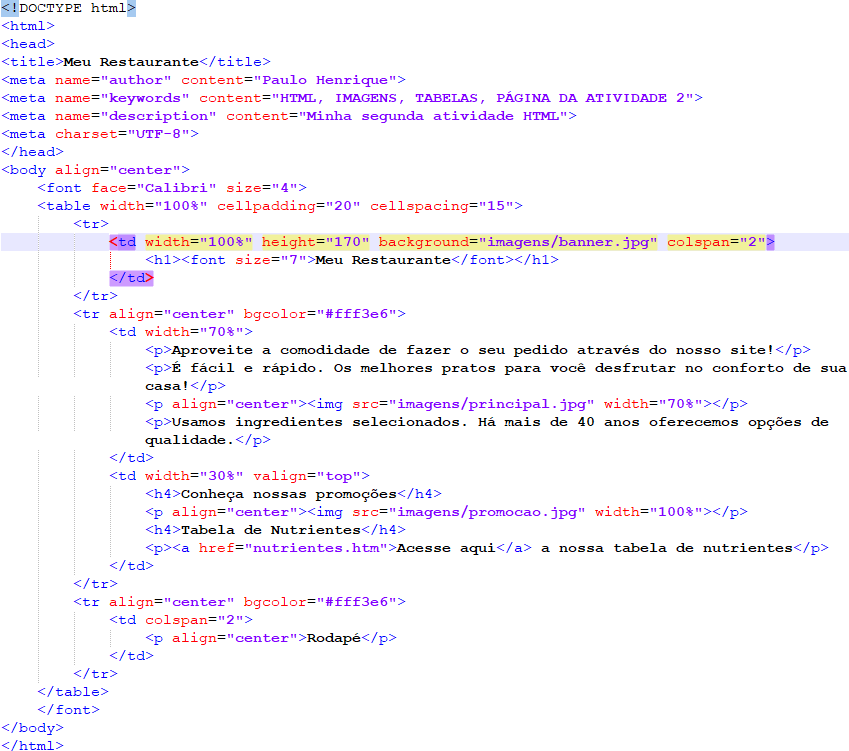 <!DOCTYPE html>
<html>
<head>
<title>Meu Restaurante</title>
<meta name="author" content="Paulo Henrique">
<meta name="keywords" content="HTML, IMAGENS, TABELAS, PÁGINA DA ATIVIDADE 2">
<meta name="description" content="Minha segunda atividade HTML">
<meta charset="UTF-8">
</head>
<body align="center">
    <font face="Calibri" size="4">
    <table width="100%" cellpadding="20" cellspacing="15">
        <tr>
            <td width="100%" height="170" background="imagens/banner.jpg" colspan="2">
                <h1><font size="7">Meu Restaurante</font></h1>
            </td>
        </tr>
        <tr align="center" bgcolor="#fff3e6">
            <td width="70%">
                <p>Aproveite a comodidade de fazer o seu pedido através do nosso site!</p>
                <p>É fácil e rápido. Os melhores pratos para você desfrutar no conforto de sua
                casa!</p>
                <p align="center"><img src="imagens/principal.jpg" width="70%"></p>
                <p>Usamos ingredientes selecionados. Há mais de 40 anos oferecemos opções de
                qualidade.</p>
            </td>
            <td width="30%" valign="top">
                <h4>Conheça nossas promoções</h4>
                <p align="center"><img src="imagens/promocao.jpg" width="100%"></p>
                <h4>Tabela de Nutrientes</h4>
                <p><a href="nutrientes.htm">Acesse aqui</a> a nossa tabela de nutrientes</p>
            </td>
        </tr>
        <tr align="center" bgcolor="#fff3e6">
            <td colspan="2">
                <p align="center">Rodapé</p>
            </td>
        </tr>
    </table>
    </font>
</body>
</html>